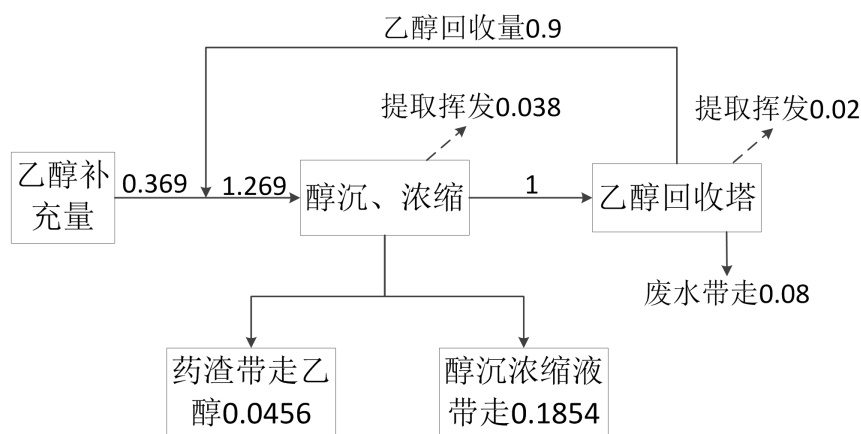 乙醇回收量0.9
提取挥发0.038
提取挥发0.02
乙醇补
充量
0.369
1.269
醇沉、浓缩
1
乙醇回收塔
废水带走0.08
药渣带走乙
醇0.0456
醇沉浓缩液
带走0.1854